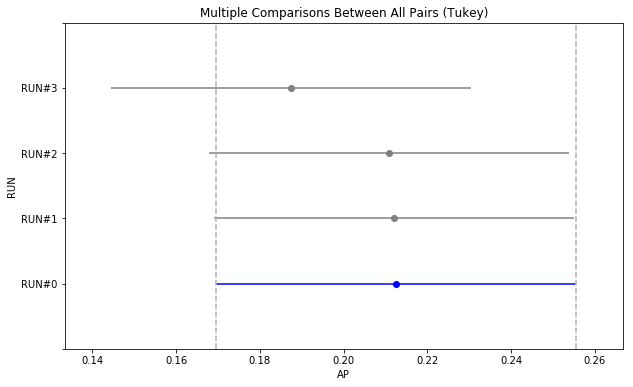 Multiple Comparisons Between All Pairs (Tukey)
RUN#3
RUN#2
RUN
RUN#1
RUN#0
0.14 0.16 0.18 0.20 0.22 0.24 0.26
AP